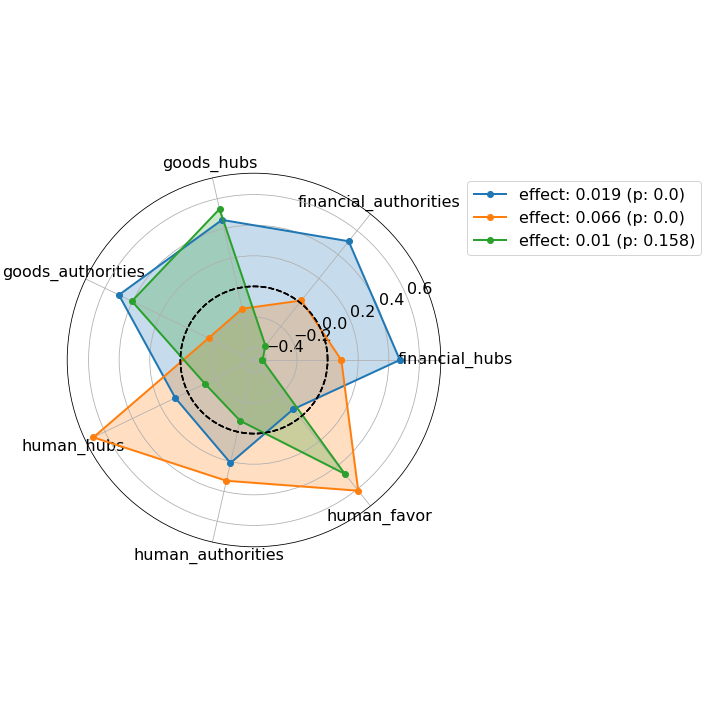 goods_hubs
financial_authorities
effect: 0.019 (p: 0.0)
effect: 0.066 (p: 0.0)
effect: 0.01 (p: 0.158)
goods_authorities
0.6
0.4
0.2
0.0
−0.2
−0.4
financial_hubs
human_hubs
human_favor
human_authorities